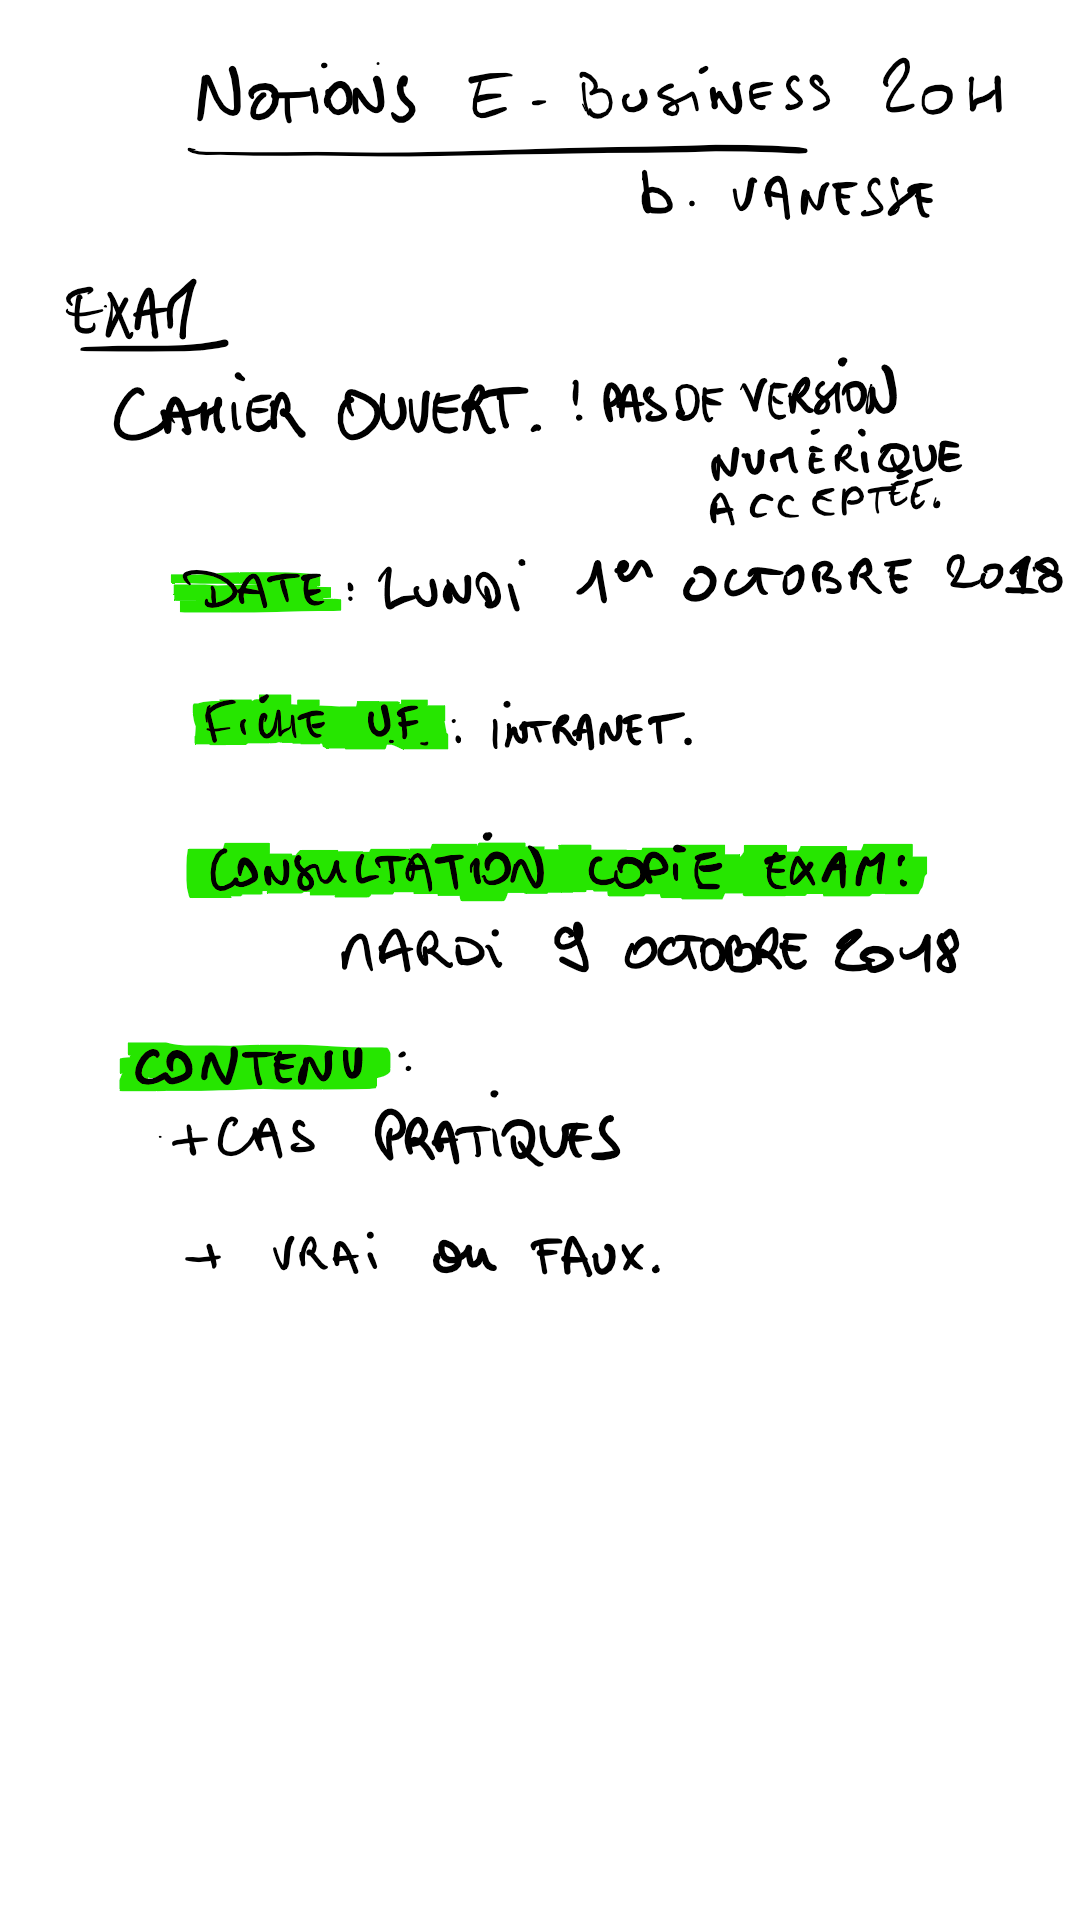 NOTIONS E-BUSINESS 20H
b. VANESSE
EXAM
CAHIER OUVERT. ! PAS DE VERSION
NUMÉRIQUE
ACCEPTÉE.
DATE : LUNDI 1er OCTOBRE 2018
FICHE U.F. : INTRANET.
CONSULTATION COPIE EXAM :
MARDI 9 OCTOBRE 2018
CONTENU :
+ CAS PRATIQUES
+ VRAI ou FAUX.